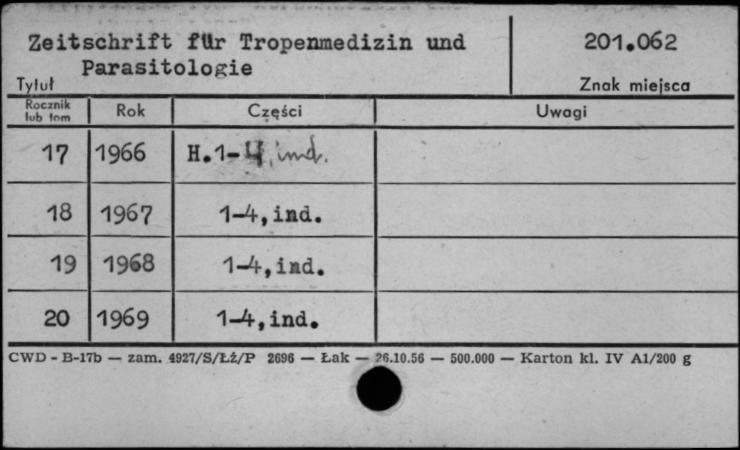 Zeitschrift für Tropenmedizin und 201.062
Parasitologie
Tytuł Znak miejsca
Rocznik lub tom Rok Części Uwagi
17 1966 H.1-4, ind.
18 1967 1-4, ind.
19 1968 1-4, ind.
20 1969 1-4, ind.
CWD - B-17b — zam. 4927/S/Łź/P 2696 — Łak — 26.10.56 — 500.000 — Karton kl. IV A1/200 g